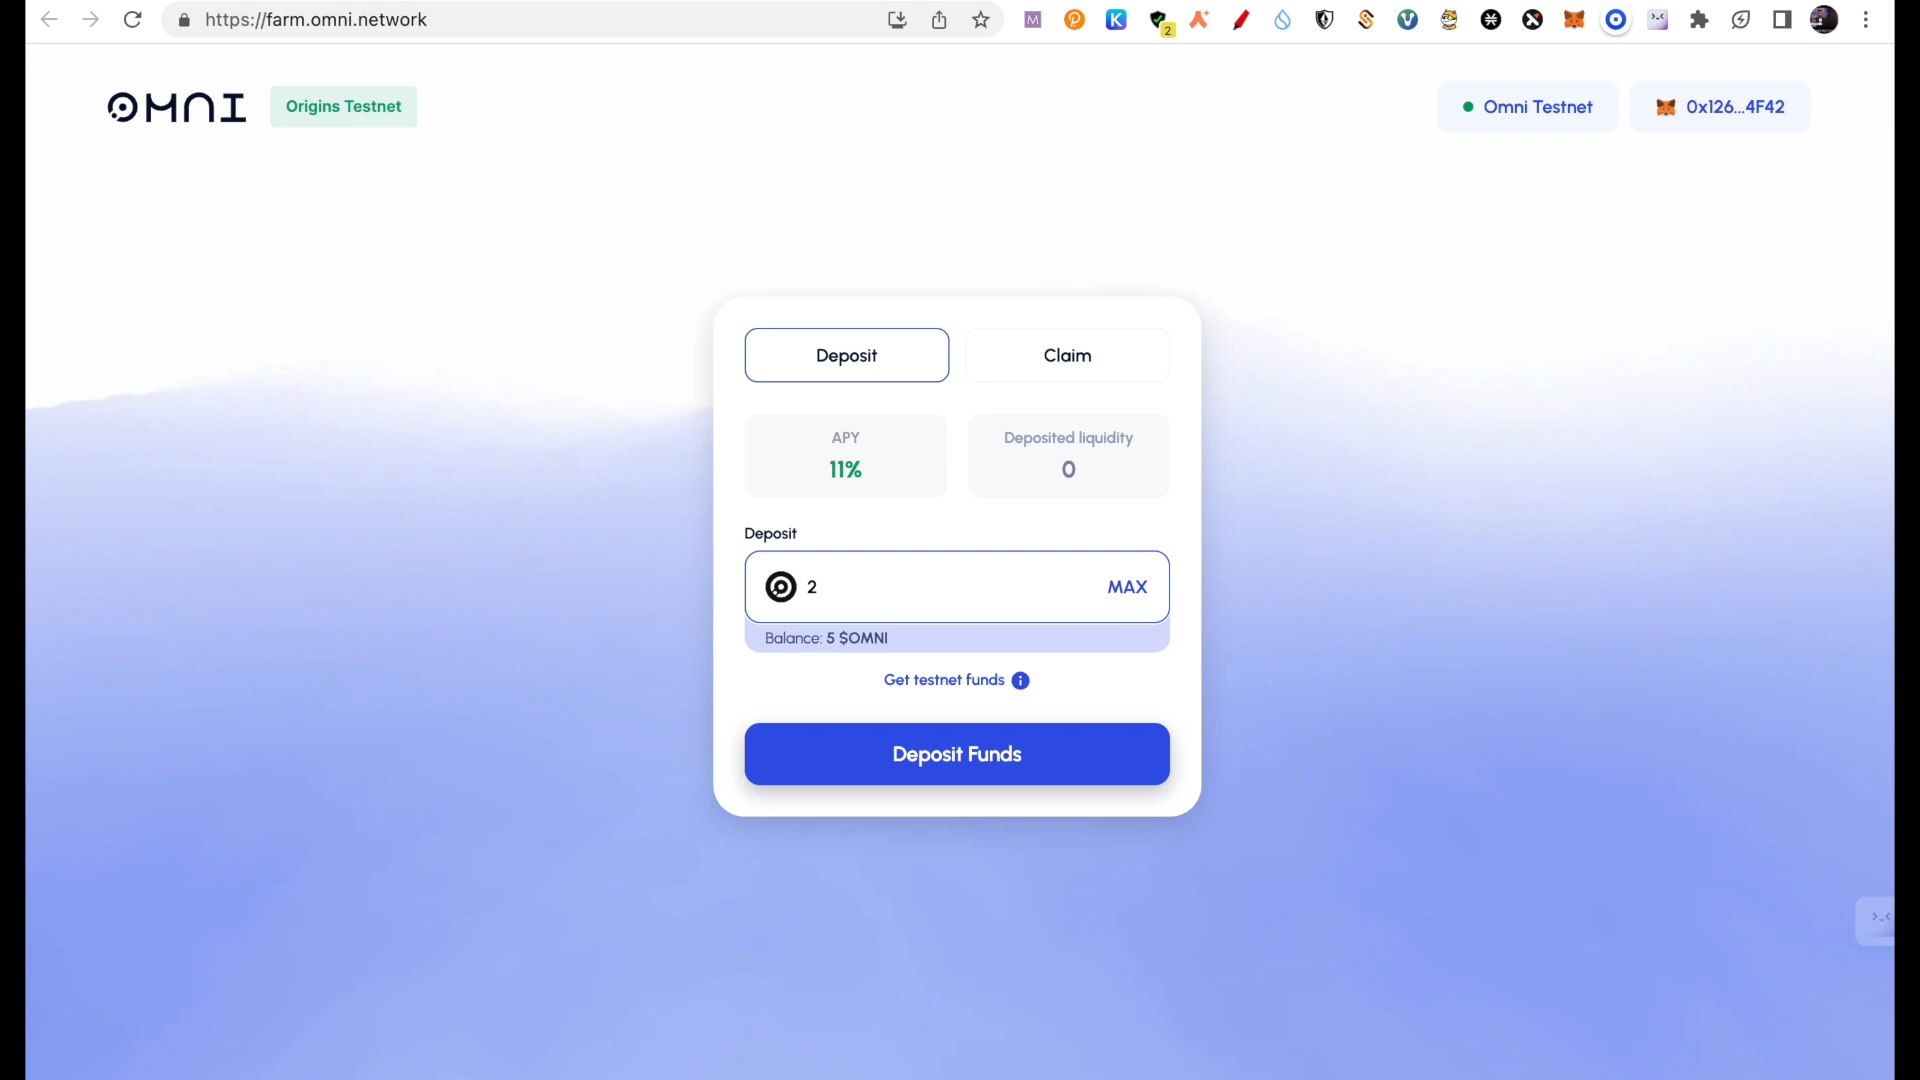 https://farm.omni.network
2
OMNI
Origins Testnet
Omni Testnet
0x126...4F42
Deposit
Claim
APY
11%
Deposited liquidity
0
Deposit
2
MAX
Balance: 5 $OMNI
Get testnet funds
Deposit Funds